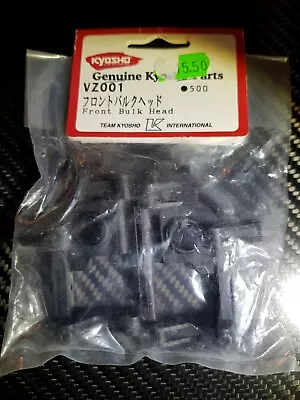 KYOSHO
5.50
Genuine Kyosho Parts
VZ001 ●500
フロントバルクヘッド
Front Bulk Head
TEAM KYOSHO K INTERNATIONAL